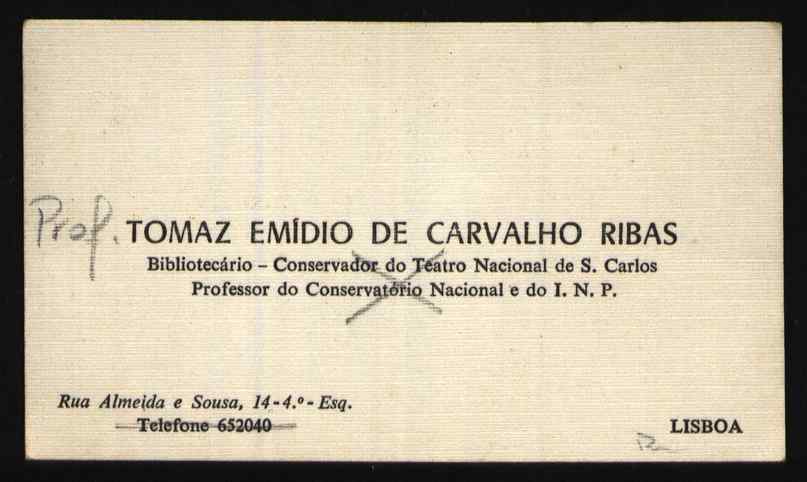 Prof. TOMAZ EMÍDIO DE CARVALHO RIBAS
Bibliotecário – Conservador do Teatro Nacional de S. Carlos
Professor do Conservatório Nacional e do I. N. P.
Rua Almeida e Sousa, 14-4.º- Esq.
Telefone 652040
LISBOA